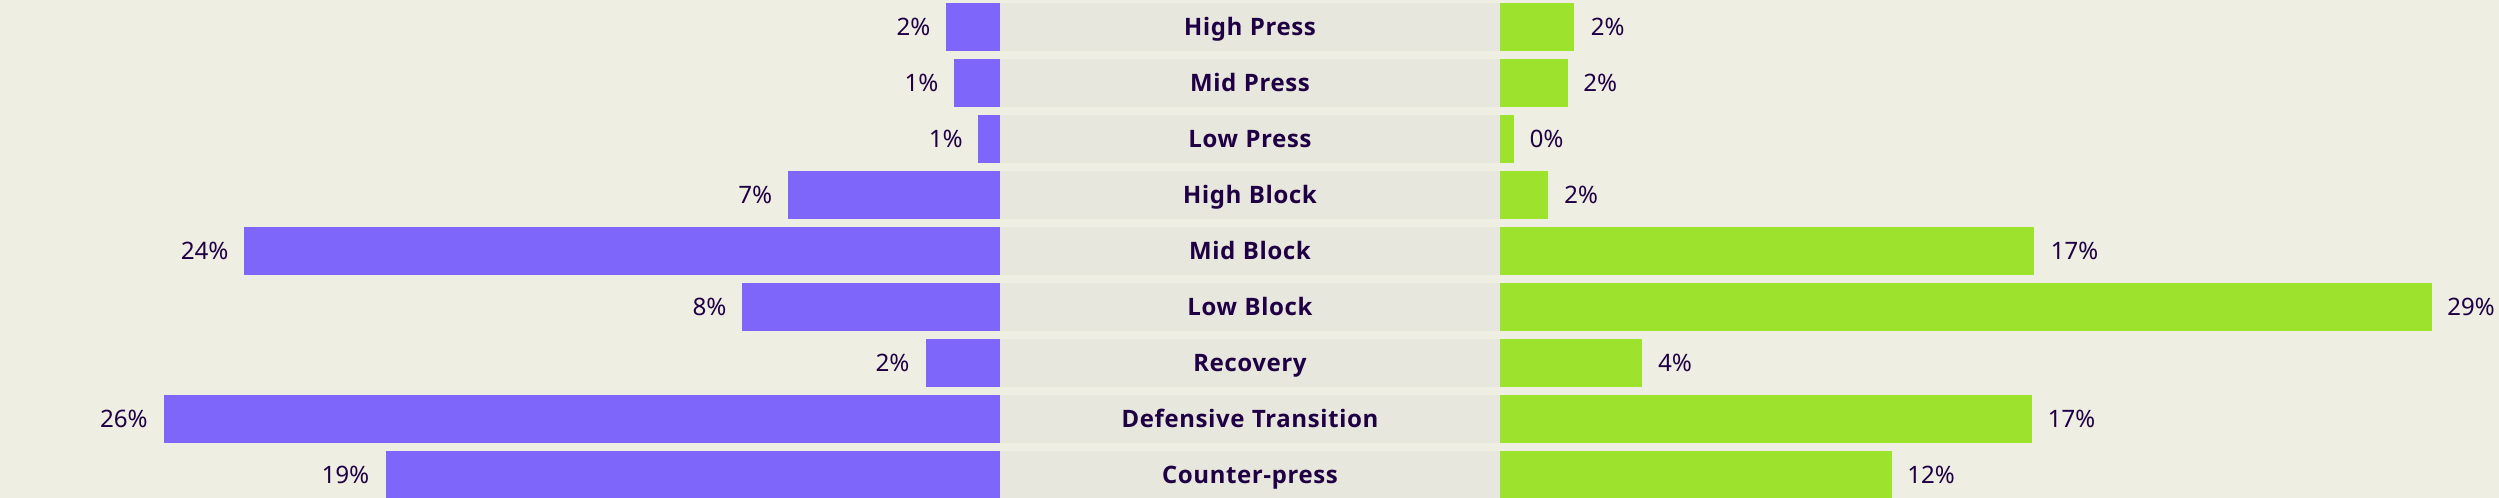 2% High Press 2%
1% Mid Press 2%
1% Low Press 0%
7% High Block 2%
24% Mid Block 17%
8% Low Block 29%
2% Recovery 4%
26% Defensive Transition 17%
19% Counter-press 12%